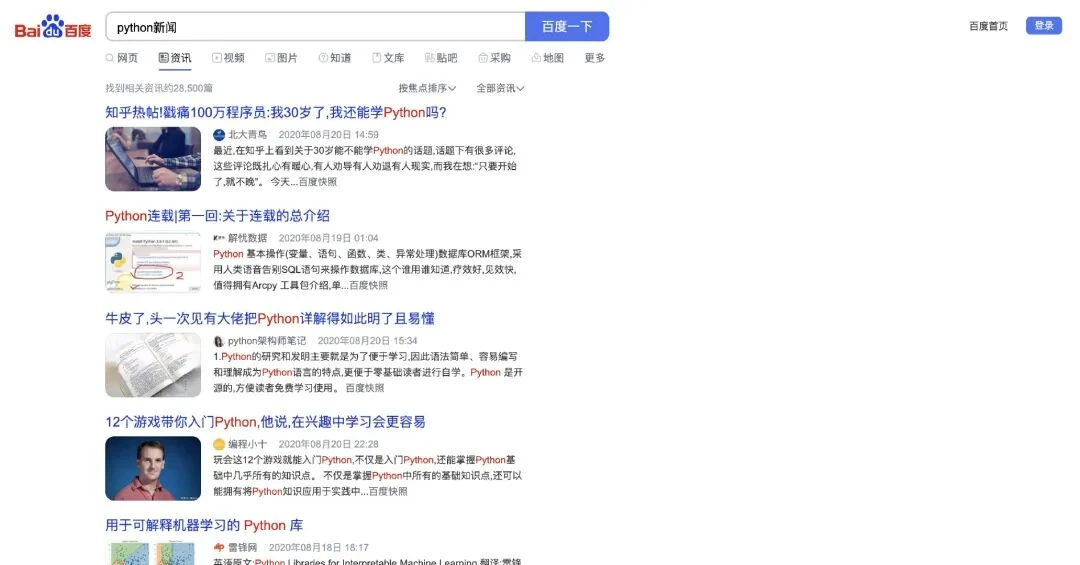 Bai du 百度
python新闻
百度一下
百度首页
登录
网页 资讯 视频 图片 知道 文库 贴吧 采购 地图 更多
找到相关资讯约28,500篇 按焦点排序 全部资讯
知乎热帖!戳痛100万程序员:我30岁了,我还能学Python吗?
北大青鸟 2020年08月20日 14:59
最近,在知乎上看到关于30岁能不能学Python的话题,话题下有很多评论,
这些评论既扎心有暖心,有人劝导有人劝退有人现实,而我在想:“只要开始
了,就不晚”。 今天...百度快照
Python连载|第一回:关于连载的总介绍
解忧数据 2020年08月19日 01:04
Python 基本操作(变量、语句、函数、类、异常处理)数据库ORM框架,采
用人类语音告别SQL语句来操作数据库,这个谁用谁知道,疗效好,见效快,
值得拥有Arcpy 工具包介绍,单...百度快照
2
牛皮了,头一次见有大佬把Python详解得如此明了且易懂
python架构师笔记 2020年08月20日 15:34
1.Python的研究和发明主要就是为了便于学习,因此语法简单、容易编写
和理解成为Python语言的特点,更便于零基础读者进行自学。Python 是开
源的,方便读者免费学习使用。 百度快照
12个游戏带你入门Python,他说,在兴趣中学习会更容易
编程小十 2020年08月20日 22:28
玩会这12个游戏就能入门Python,不仅是入门Python,还能掌握Python基
础中几乎所有的知识点。 不仅是掌握Python中所有的基础知识点,还可以
能拥有将Python知识应用于实践中...百度快照
用于可解释机器学习的 Python 库
雷锋网 2020年08月18日 18:17
英语原文:Python Libraries for Interpretable Machine Learning 翻译:雷锋